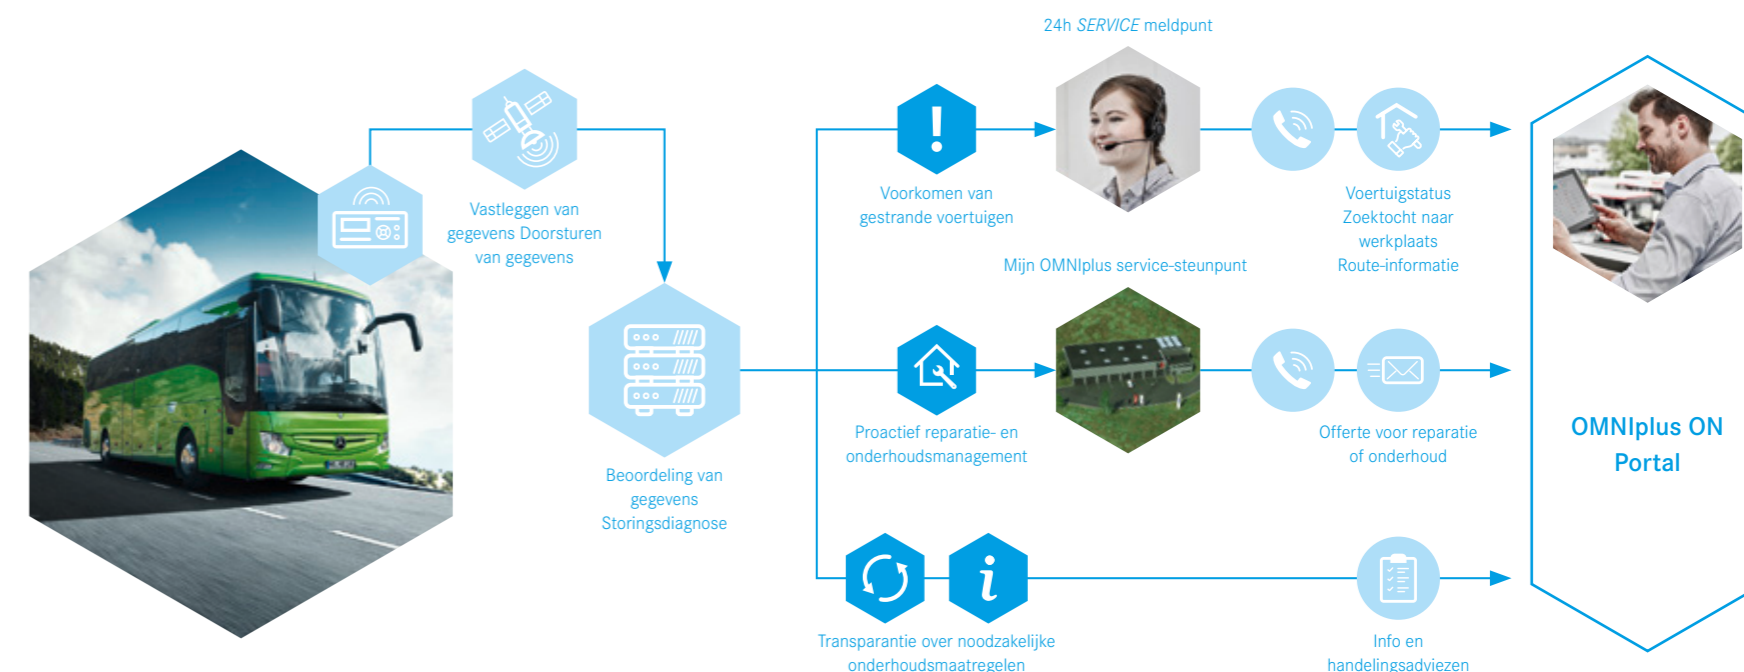 24h SERVICE meldpunt
Vastleggen van
gegevens Doorsturen
van gegevens
Voorkomen van
gestrande voertuigen
Voertuigstatus
Zoektocht naar
werkplaats
Route-informatie
Mijn OMNIplus service-steunpunt
Beoordeling van
gegevens
Storingsdiagnose
Proactief reparatie- en
onderhoudsmanagement
Offerte voor reparatie
of onderhoud
OMNIplus ON
Portal
Transparantie over noodzakelijke
onderhoudsmaatregelen
Info en
handelingsadviezen